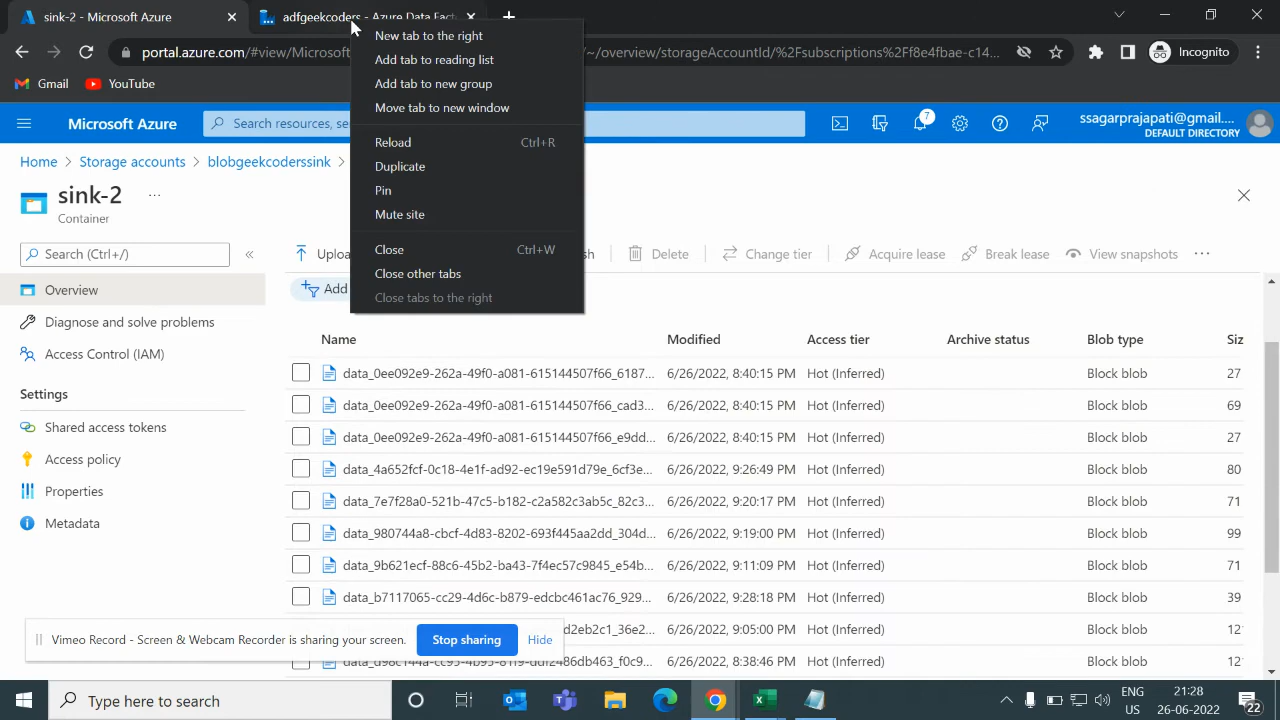 sink-2 - Microsoft Azure
adfgeekcoders - Azure Data Fact
portal.azure.com/#view/Microsoft
~/overview/storageAccountId/%2Fsubscriptions%2Ff8e4fbae-c14...
Incognito
Gmail
YouTube
New tab to the right
Add tab to reading list
Add tab to new group
Move tab to new window
Reload Ctrl+R
Duplicate
Pin
Mute site
Close Ctrl+W
Close other tabs
Close tabs to the right
Microsoft Azure
Search resources, se
7
ssagarprajapati@gmail....
DEFAULT DIRECTORY
Home > Storage accounts > blobgeekcoderssink >
sink-2 ...
Container
Search (Ctrl+/) «
Overview
Diagnose and solve problems
Access Control (IAM)
Settings
Shared access tokens
Access policy
Properties
Metadata
Uploa
sh
Delete
Change tier
Acquire lease
Break lease
View snapshots
...
Add
Name Modified Access tier Archive status Blob type Siz
data_0ee092e9-262a-49f0-a081-615144507f66_6187... 6/26/2022, 8:40:15 PM Hot (Inferred) Block blob 27
data_0ee092e9-262a-49f0-a081-615144507f66_cad3... 6/26/2022, 8:40:15 PM Hot (Inferred) Block blob 69
data_0ee092e9-262a-49f0-a081-615144507f66_e9dd... 6/26/2022, 8:40:15 PM Hot (Inferred) Block blob 27
data_4a652fcf-0c18-4e1f-ad92-ec19e591d79e_6cf3e... 6/26/2022, 9:26:49 PM Hot (Inferred) Block blob 80
data_7e7f28a0-521b-47c5-b182-c2a582c3ab5c_82c3... 6/26/2022, 9:20:17 PM Hot (Inferred) Block blob 71
data_980744a8-cbcf-4d83-8202-693f445aa2dd_304d... 6/26/2022, 9:19:00 PM Hot (Inferred) Block blob 99
data_9b621ecf-88c6-45b2-ba43-7f4ec57c9845_e54b... 6/26/2022, 9:11:09 PM Hot (Inferred) Block blob 71
data_b7117065-cc29-4d6c-b879-edcbc461ac76_929... 6/26/2022, 9:28:18 PM Hot (Inferred) Block blob 39
d2eb2c1_36e2... 6/26/2022, 9:05:00 PM Hot (Inferred) Block blob 12
6/26/2022, 8:38:26 PM Hot (Inferred) Block blob 12
Vimeo Record - Screen & Webcam Recorder is sharing your screen. Stop sharing Hide
Type here to search
ENG
US
21:28
26-06-2022
22